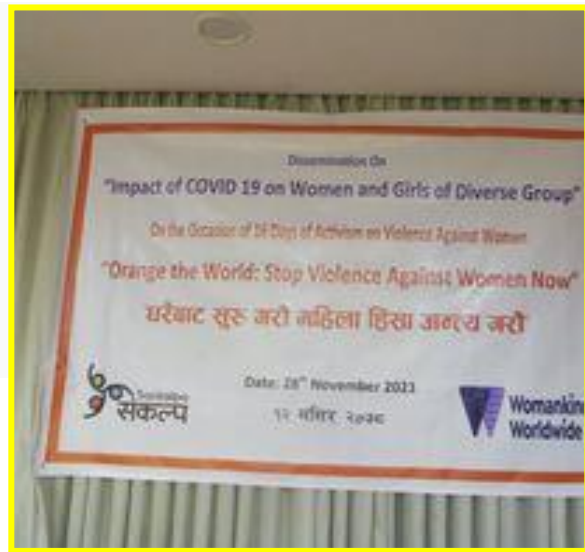 Dissemination On
"Impact of COVID 19 on Women and Girls of Diverse Group"
On the Occasion of 16 Days of Activism on Violence Against Women
"Orange the World: Stop Violence Against Women Now"
घरैबाट सुरु गरौं महिला हिंसा अन्त्य गरौं
Date: 28th November 2021
१२ मंसिर २०७८
संकल्प
Womankin
Worldwide